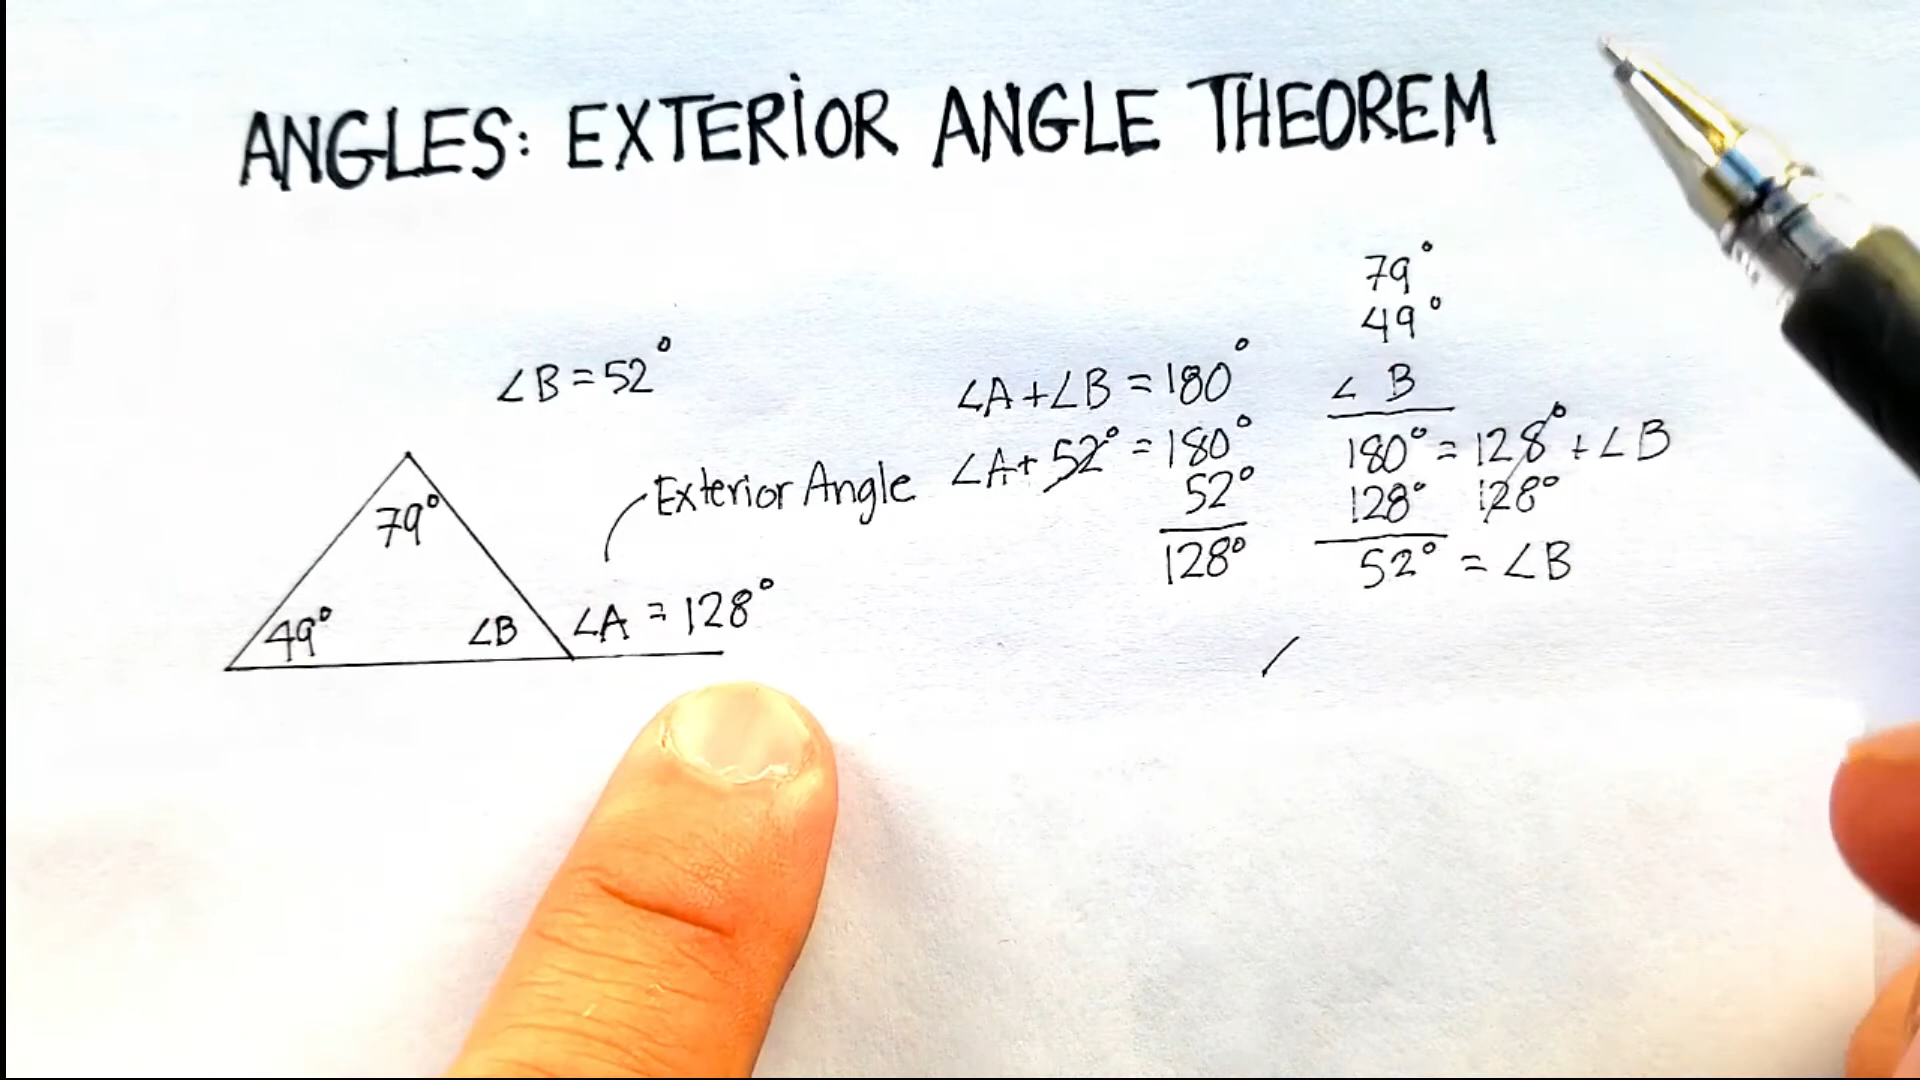 ANGLES: EXTERIOR ANGLE THEOREM
∠B = 52°
79°
49°
∠B
∠A = 128°
Exterior Angle
∠A + ∠B = 180°
∠A + 52° = 180°
52°
128°
79°
49°
∠ B
180° = 128° + ∠B
128° 128°
52° = ∠B